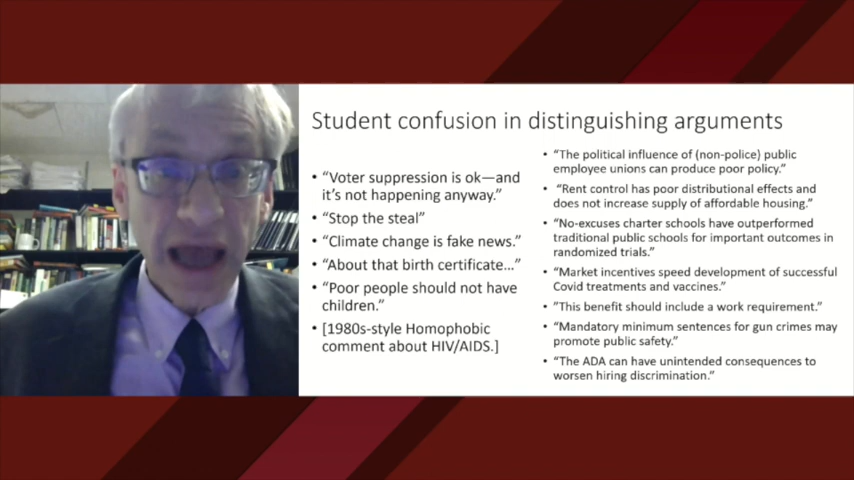 Student confusion in distinguishing arguments
• “Voter suppression is ok—and
it’s not happening anyway.”
• “Stop the steal”
• “Climate change is fake news.”
• “About that birth certificate…”
• “Poor people should not have
children.”
• [1980s-style Homophobic
comment about HIV/AIDS.]
• “The political influence of (non-police) public
employee unions can produce poor policy.”
• “Rent control has poor distributional effects and
does not increase supply of affordable housing.”
• “No-excuses charter schools have outperformed
traditional public schools for important outcomes in
randomized trials.”
• “Market incentives speed development of successful
Covid treatments and vaccines.”
• ”This benefit should include a work requirement.”
• “Mandatory minimum sentences for gun crimes may
promote public safety.”
• “The ADA can have unintended consequences to
worsen hiring discrimination.”